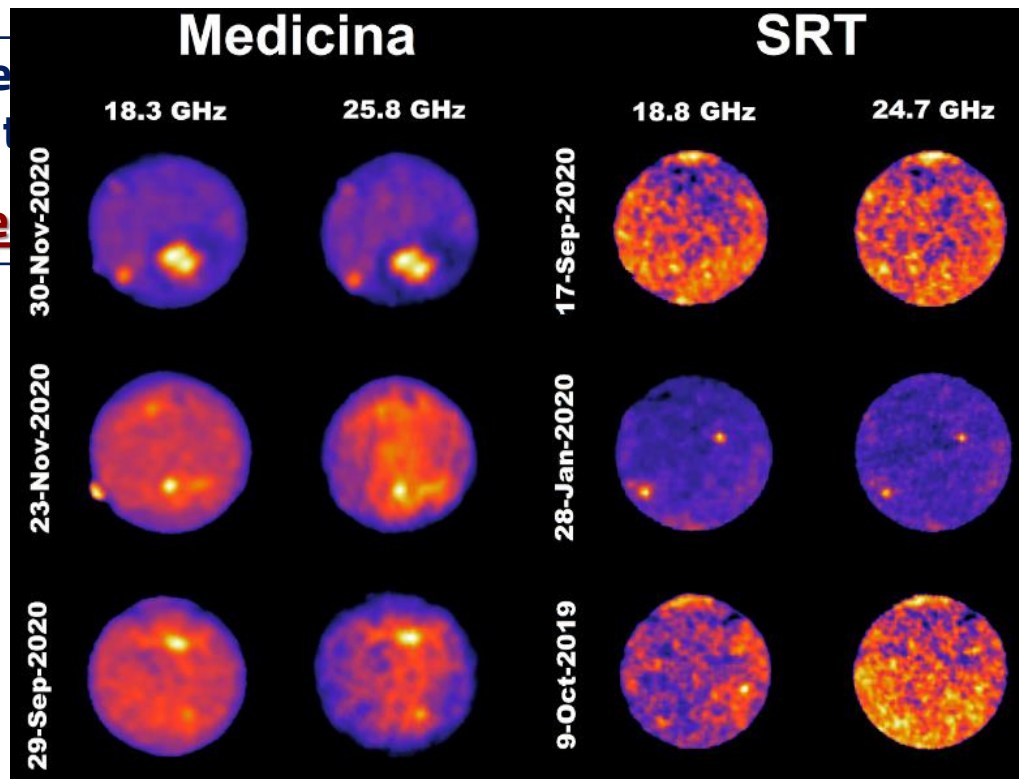 Medicina SRT
18.3 GHz 25.8 GHz 18.8 GHz 24.7 GHz
30-Nov-2020
17-Sep-2020
23-Nov-2020
28-Jan-2020
29-Sep-2020
9-Oct-2019